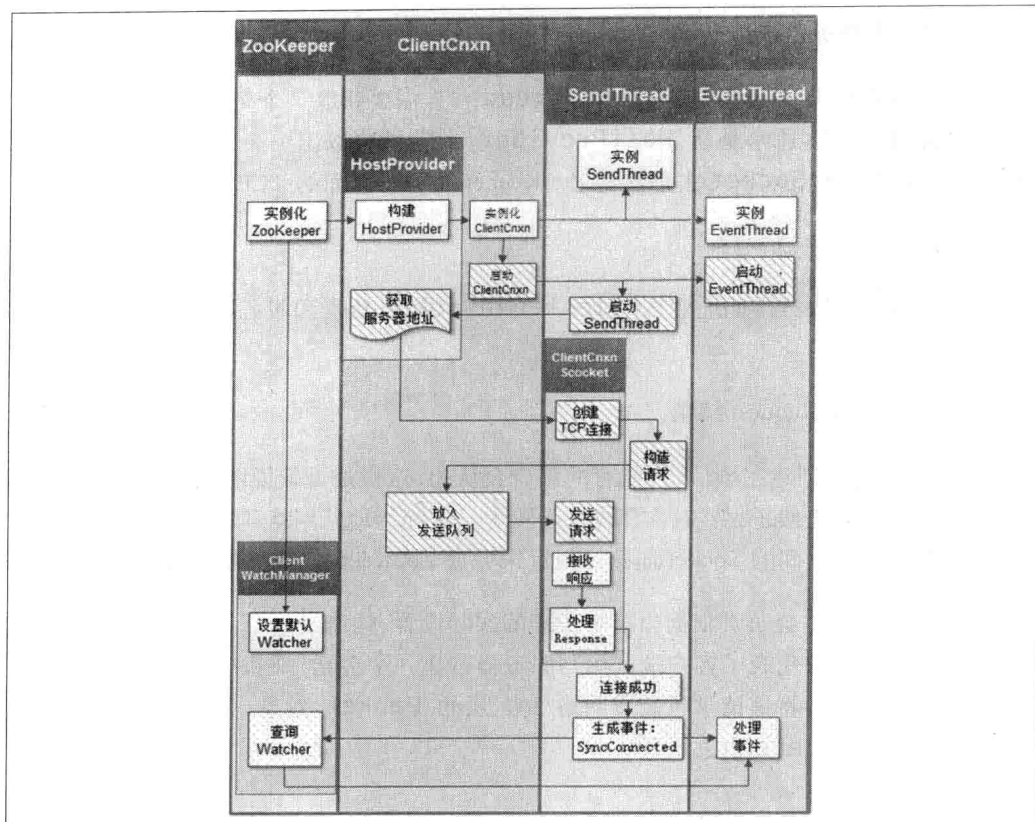 ZooKeeper
ClientCnxn
SendThread
EventThread
HostProvider
实例
SendThread
实例化
ZooKeeper
构建
HostProvider
实例化
ClientCnxn
实例
EventThread
启动
ClientCnxn
启动
EventThread
获取
服务器地址
启动
SendThread
ClientCnxn
Scocket
创建
TCP连接
构造
请求
放入
发送队列
发送
请求
接收
响应
Client
WatchManager
设置默认
Watcher
处理
Response
连接成功
查询
Watcher
生成事件:
SyncConnected
处理
事件